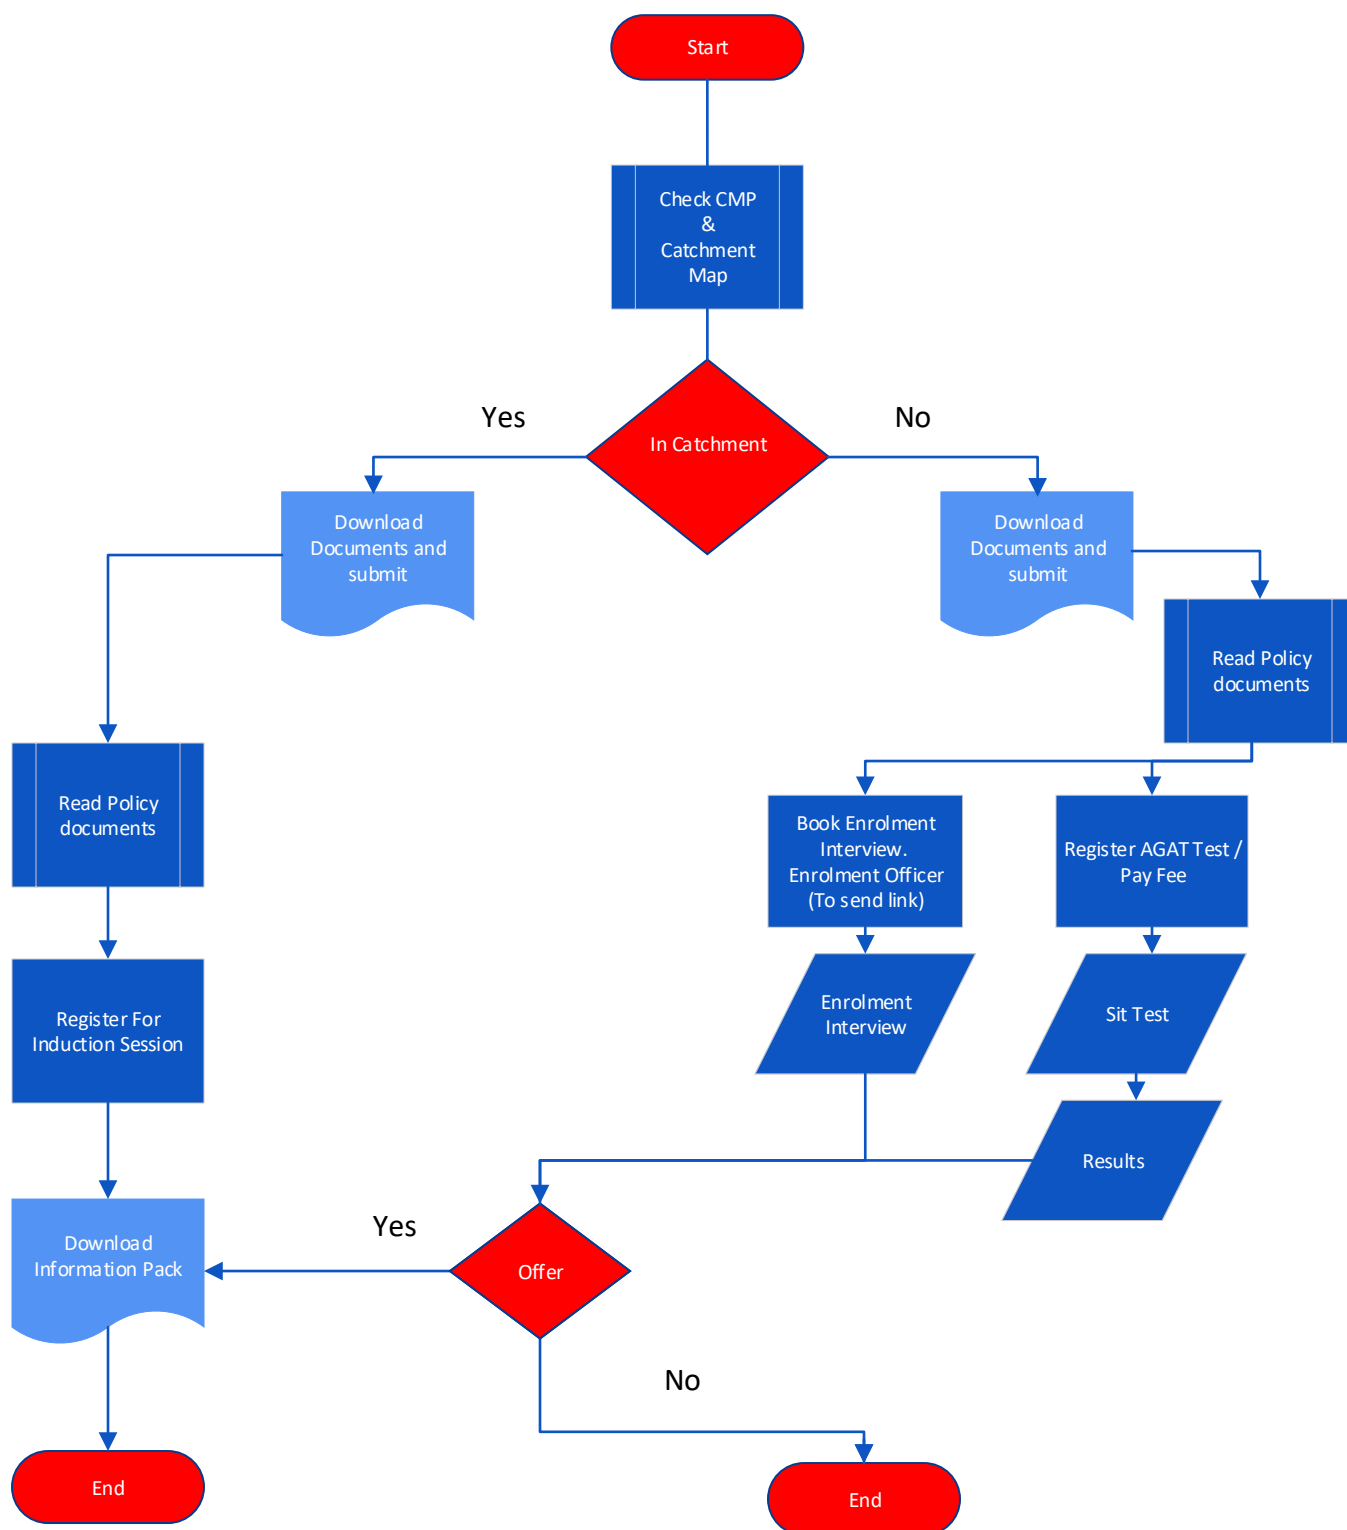 Start
Check CMP
&
Catchment
Map
Yes
In Catchment
No
Download
Documents and
submit
Download
Documents and
submit
Read Policy
documents
Read Policy
documents
Book Enrolment
Interview.
Enrolment Officer
(To send link)
Register AGAT Test /
Pay Fee
Register For
Induction Session
Enrolment
Interview
Sit Test
Results
Download
Information Pack
Yes
Offer
No
End
End